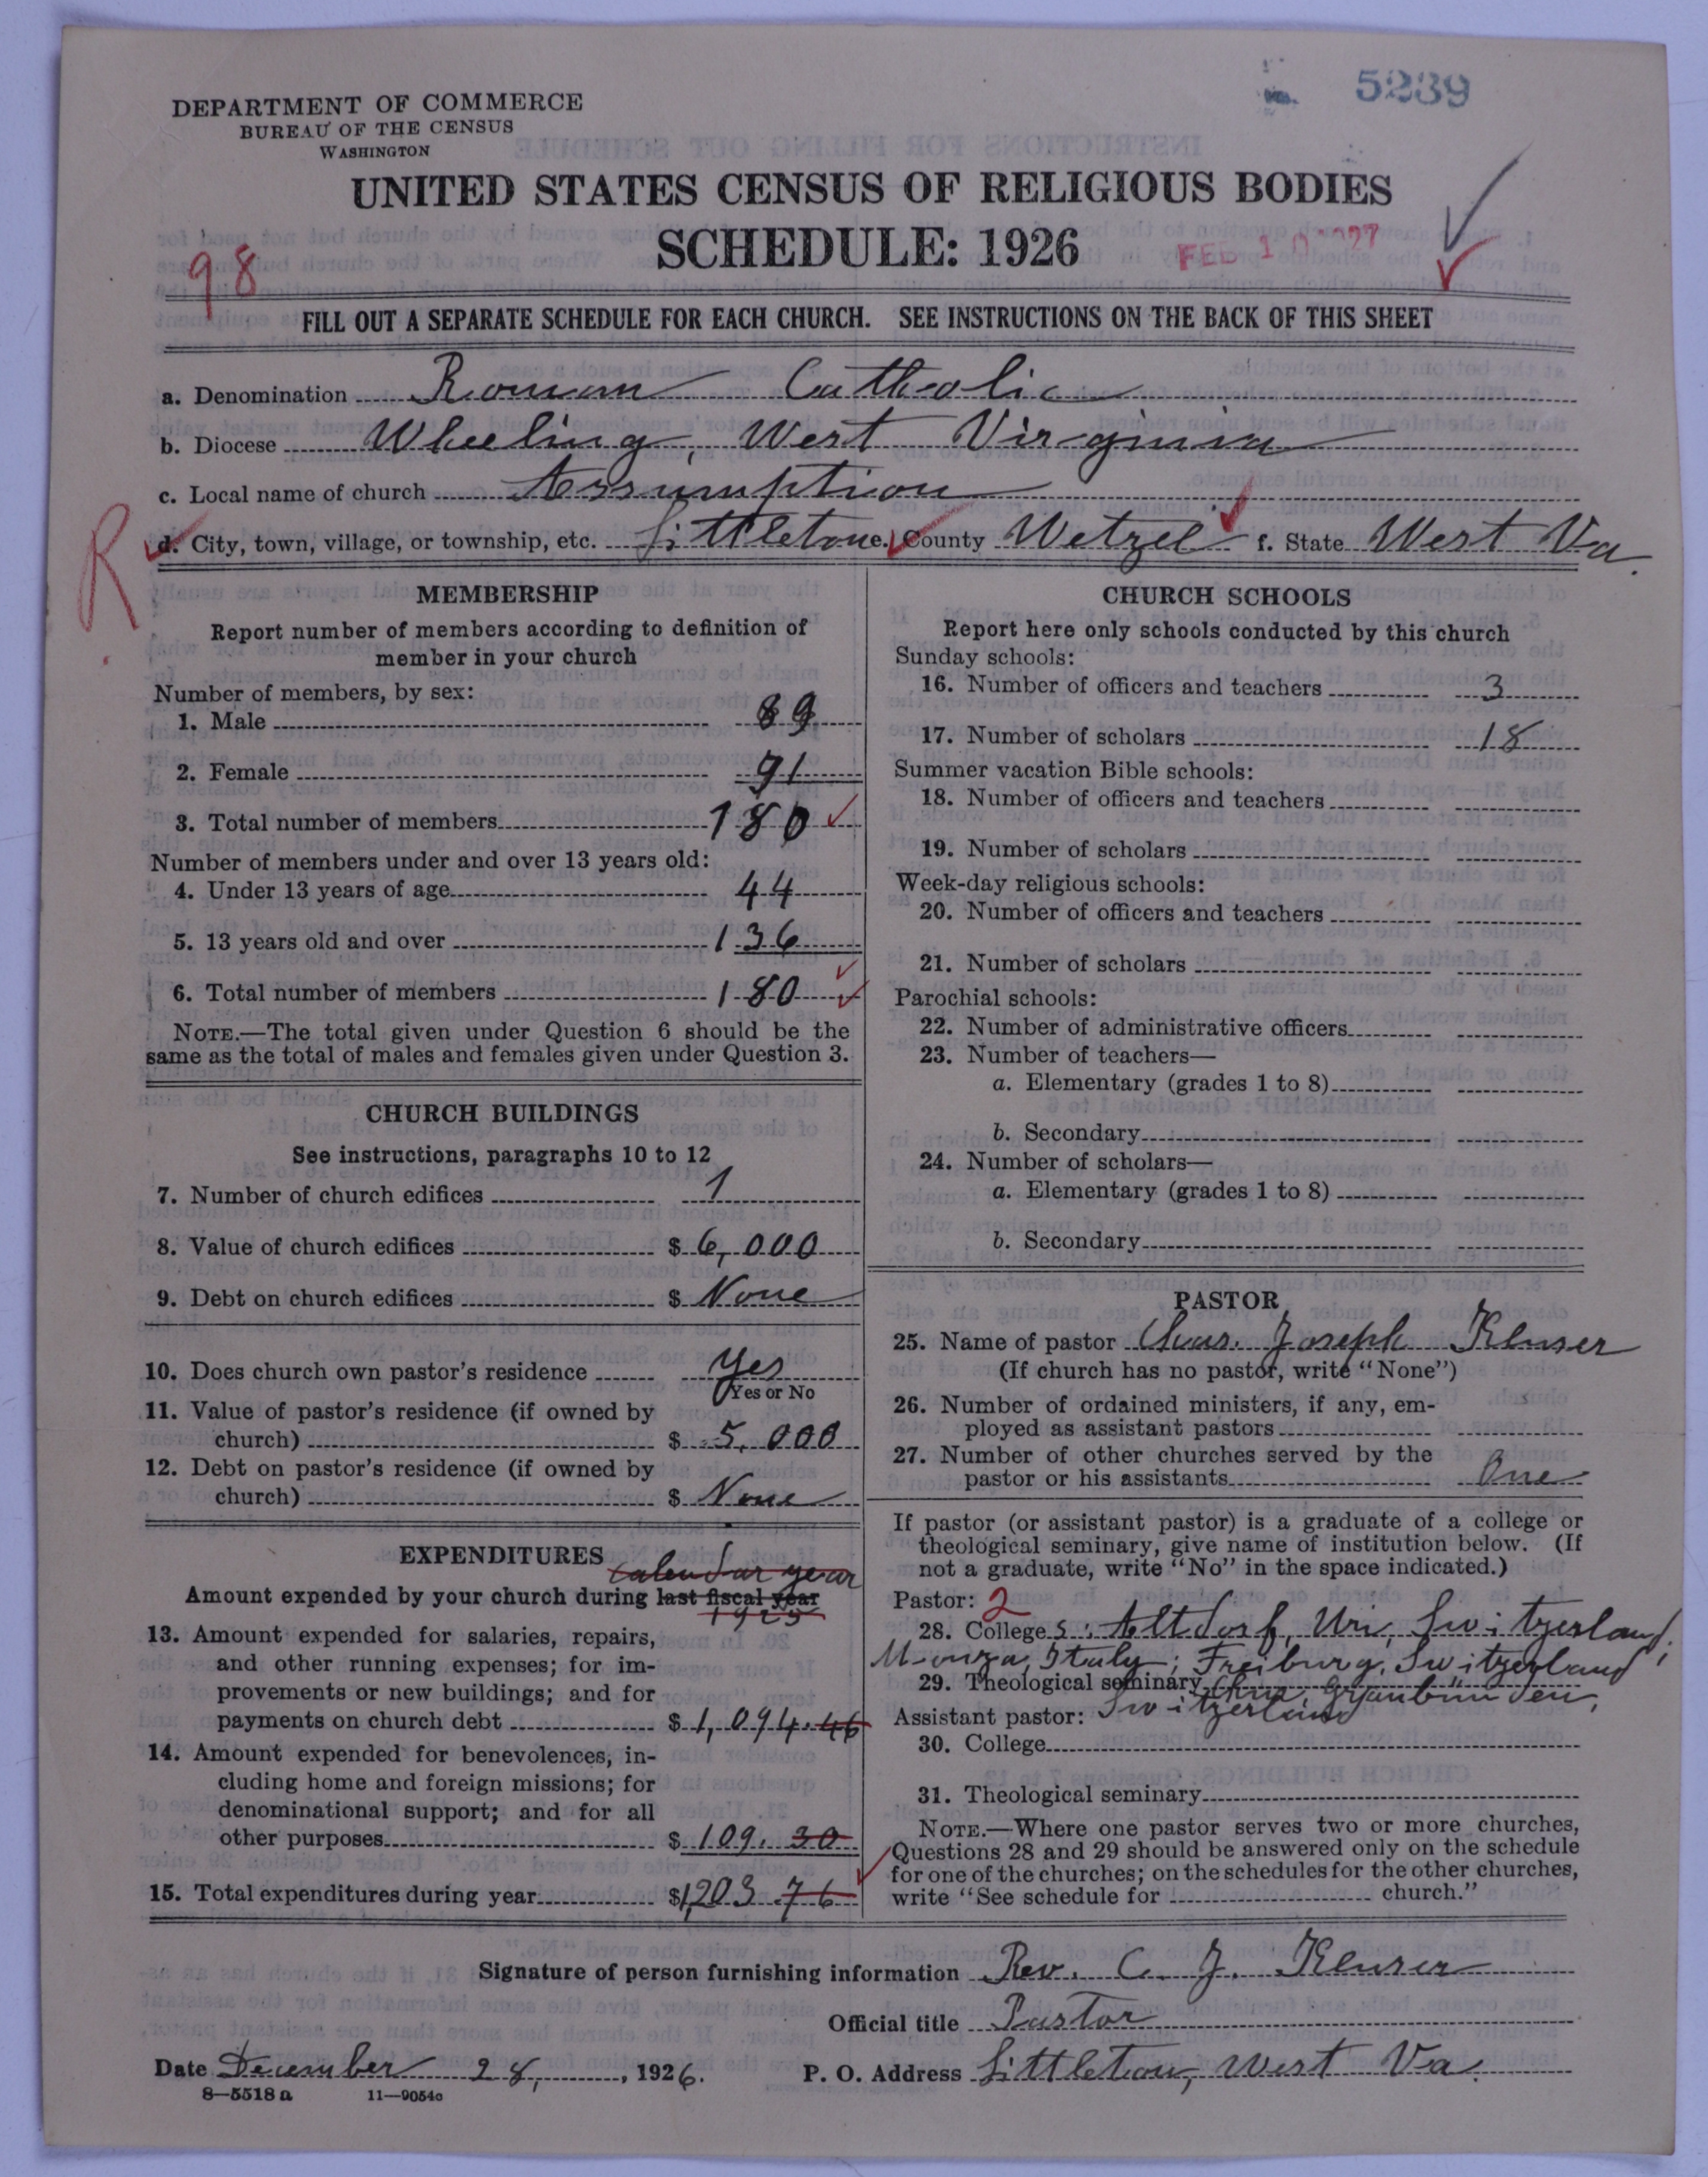 5239
DEPARTMENT OF COMMERCE
BUREAU OF THE CENSUS
WASHINGTON
UNITED STATES CENSUS OF RELIGIOUS BODIES
SCHEDULE: 1926
FEB 1 1927
98
FILL OUT A SEPARATE SCHEDULE FOR EACH CHURCH. SEE INSTRUCTIONS ON THE BACK OF THIS SHEET
a. Denomination Roman Catholic
b. Diocese Wheeling, West Virginia
c. Local name of church Assumption
R
d. City, town, village, or township, etc. Littleton e. County Wetzel f. State West Va.
MEMBERSHIP
Report number of members according to definition of
member in your church
Number of members, by sex:
1. Male 89
2. Female 91
3. Total number of members 180
Number of members under and over 13 years old:
4. Under 13 years of age 44
5. 13 years old and over 136
6. Total number of members 180
NOTE.—The total given under Question 6 should be the
same as the total of males and females given under Question 3.
CHURCH BUILDINGS
See instructions, paragraphs 10 to 12
7. Number of church edifices 1
8. Value of church edifices $ 6,000
9. Debt on church edifices $ None
10. Does church own pastor's residence Yes
Yes or No
11. Value of pastor's residence (if owned by
church) $ 5,000
12. Debt on pastor's residence (if owned by
church) $ None
EXPENDITURES
calendar year
Amount expended by your church during last fiscal year
1925
13. Amount expended for salaries, repairs,
and other running expenses; for im-
provements or new buildings; and for
payments on church debt $ 1,094.46
14. Amount expended for benevolences, in-
cluding home and foreign missions; for
denominational support; and for all
other purposes $ 109.30
15. Total expenditures during year $1,203.76
CHURCH SCHOOLS
Report here only schools conducted by this church
Sunday schools:
16. Number of officers and teachers 3
17. Number of scholars 18
Summer vacation Bible schools:
18. Number of officers and teachers
19. Number of scholars
Week-day religious schools:
20. Number of officers and teachers
21. Number of scholars
Parochial schools:
22. Number of administrative officers
23. Number of teachers—
a. Elementary (grades 1 to 8)
b. Secondary
24. Number of scholars—
a. Elementary (grades 1 to 8)
b. Secondary
PASTOR
25. Name of pastor Chas. Joseph Kluser
(If church has no pastor, write "None")
26. Number of ordained ministers, if any, em-
ployed as assistant pastors
27. Number of other churches served by the
pastor or his assistants One
If pastor (or assistant pastor) is a graduate of a college or
theological seminary, give name of institution below. (If
not a graduate, write "No" in the space indicated.)
Pastor: 2
28. College s: Altdorf, Uri, Switzerland;
Monza, Italy; Freiburg, Switzerland;
29. Theological seminary Chur, Graubünden,
Switzerland
Assistant pastor:
30. College
31. Theological seminary
NOTE.—Where one pastor serves two or more churches,
Questions 28 and 29 should be answered only on the schedule
for one of the churches; on the schedules for the other churches,
write "See schedule for church."
Signature of person furnishing information Rev. C. J. Kluser
Official title Pastor
Date December 28, 1926.
P. O. Address Littleton, West Va.
8—5518 a 11—9054c